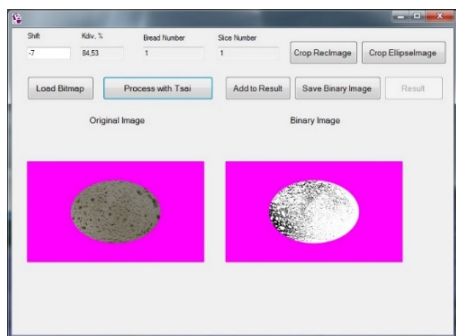 Shift Kdiv, % Bread Number Slice Number
-7 84,53 1 1
Crop RecImage Crop EllipseImage
Load Bitmap Process with Tsai Add to Result Save Binary Image Result
Original Image Binary Image